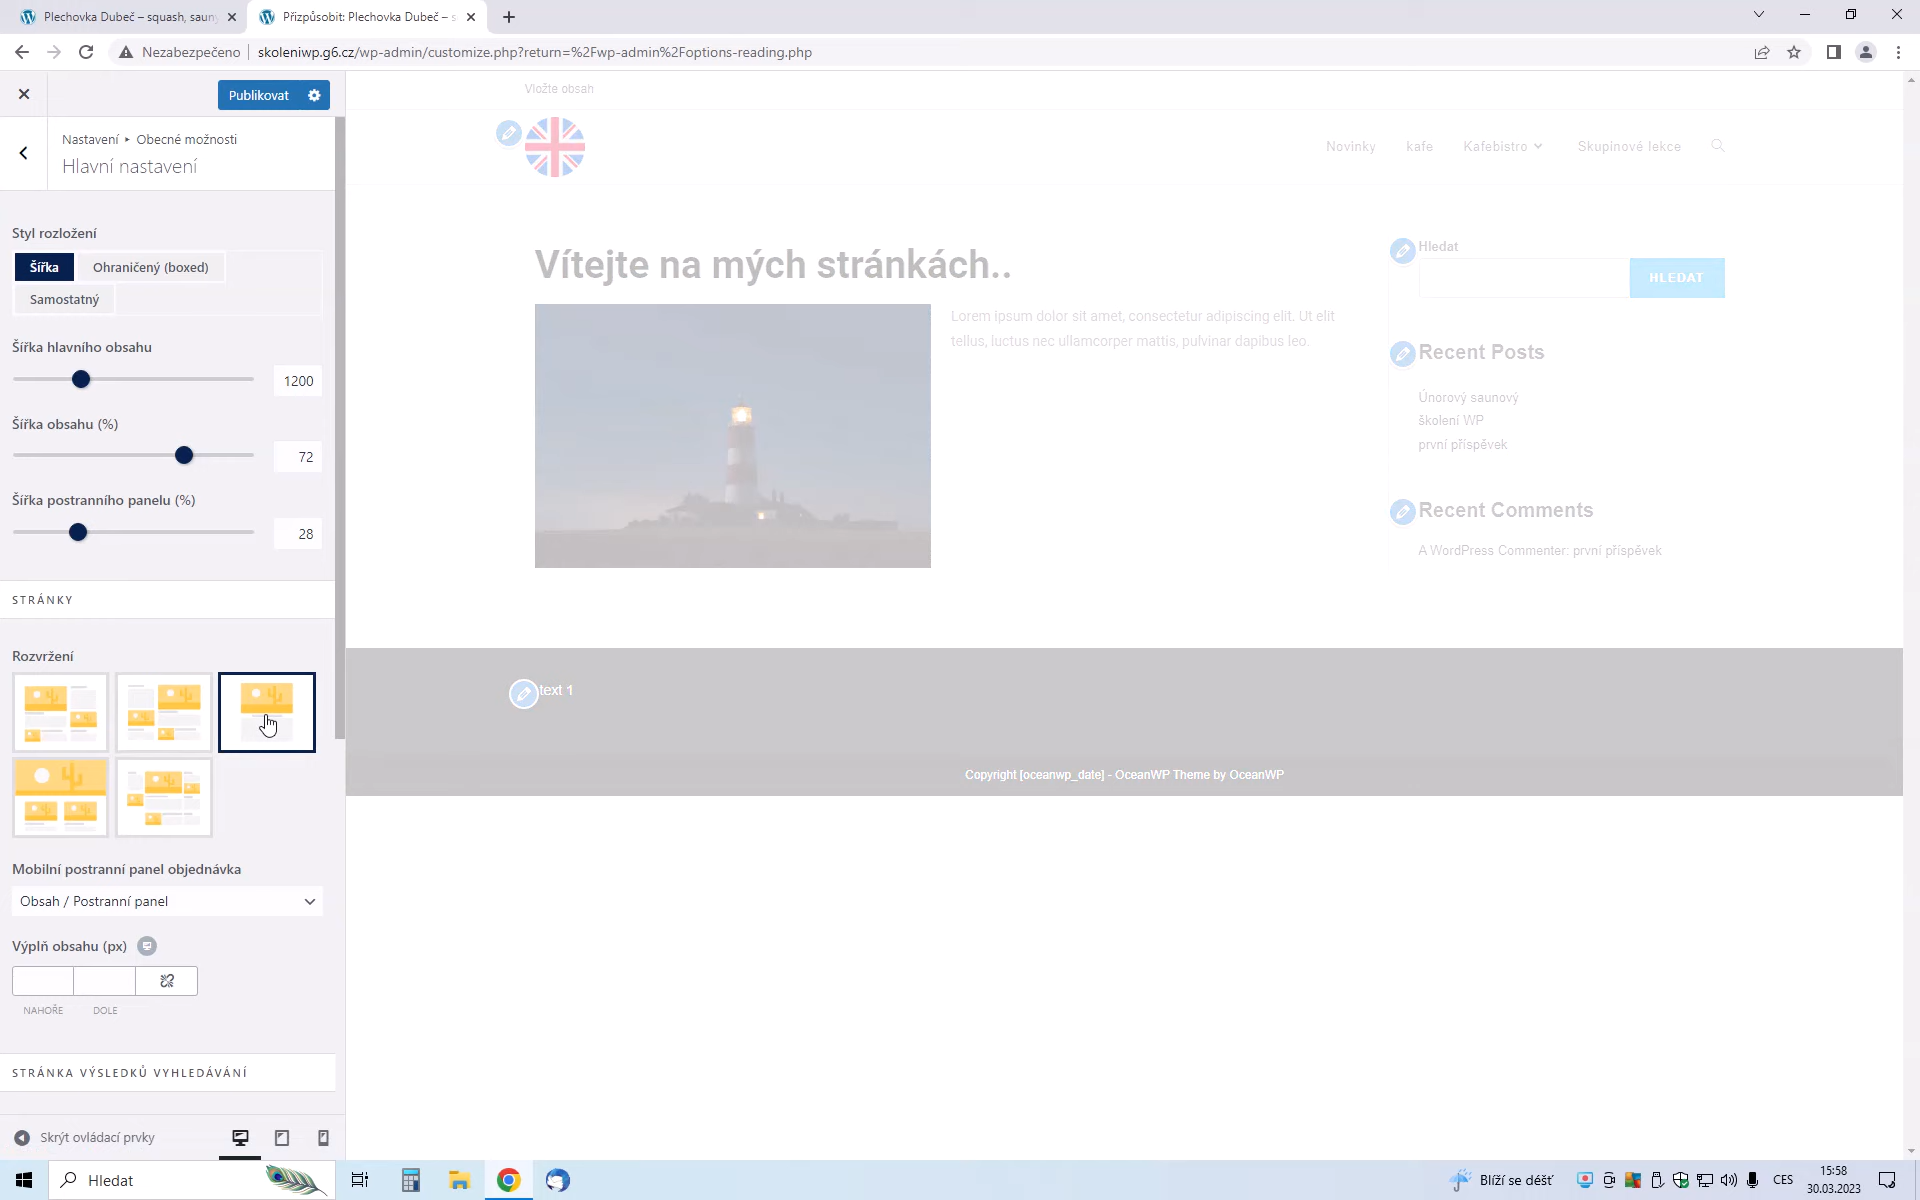 Plechovka Dubeč – squash, sauny
Přizpůsobit: Plechovka Dubeč – s
Nezabezpečeno
skoleniwp.g6.cz/wp-admin/customize.php?return=%2Fwp-admin%2Foptions-reading.php
Publikovat
Nastavení ▸ Obecné možnosti
Hlavní nastavení
Styl rozložení
Šířka
Ohraničený (boxed)
Samostatný
Šířka hlavního obsahu
1200
Šířka obsahu (%)
72
Šířka postranního panelu (%)
28
STRÁNKY
Rozvržení
Mobilní postranní panel objednávka
Obsah / Postranní panel
Výplň obsahu (px)
NAHOŘE
DOLE
STRÁNKA VÝSLEDKŮ VYHLEDÁVÁNÍ
Skrýt ovládací prvky
Vložte obsah
Novinky
kafe
Kafebistro
Skupinové lekce
Vítejte na mých stránkách..
Lorem ipsum dolor sit amet, consectetur adipiscing elit. Ut elit
tellus, luctus nec ullamcorper mattis, pulvinar dapibus leo.
Hledat
HLEDAT
Recent Posts
Únorový saunový
školení WP
první příspěvek
Recent Comments
A WordPress Commenter: první příspěvek
text 1
Copyright [oceanwp_date] - OceanWP Theme by OceanWP
Hledat
Blíží se déšť
CES
15:58
30.03.2023